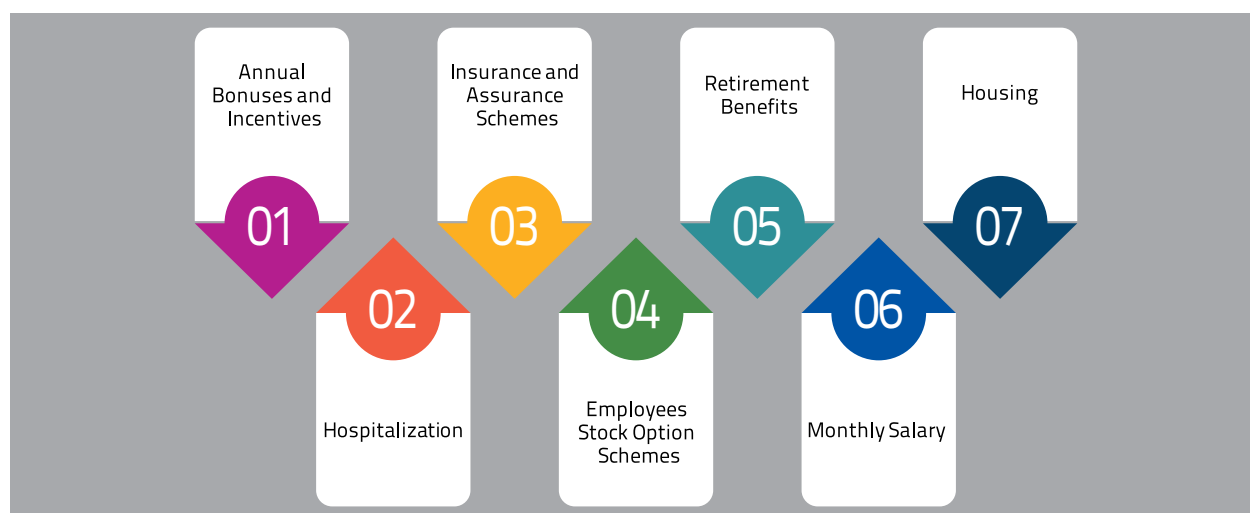 Annual
Bonuses and
Incentives
01
02
Hospitalization
Insurance and
Assurance
Schemes
03
04
Employees
Stock Option
Schemes
Retirement
Benefits
05
06
Monthly Salary
Housing
07